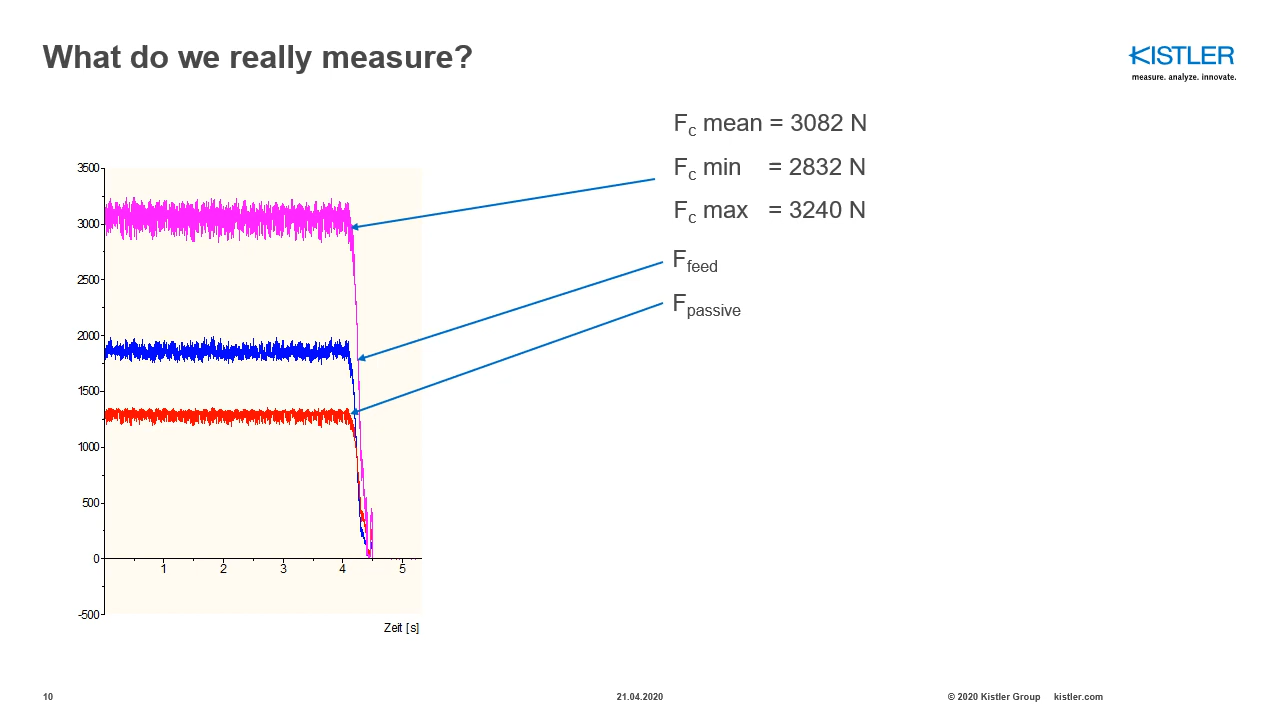 What do we really measure?
KISTLER
measure. analyze. innovate.
Fc mean = 3082 N
Fc min = 2832 N
Fc max = 3240 N
Ffeed
Fpassive
3500
3000
2500
2000
1500
1000
500
0
-500
1 2 3 4 5
Zeit [s]
10 21.04.2020 © 2020 Kistler Group kistler.com